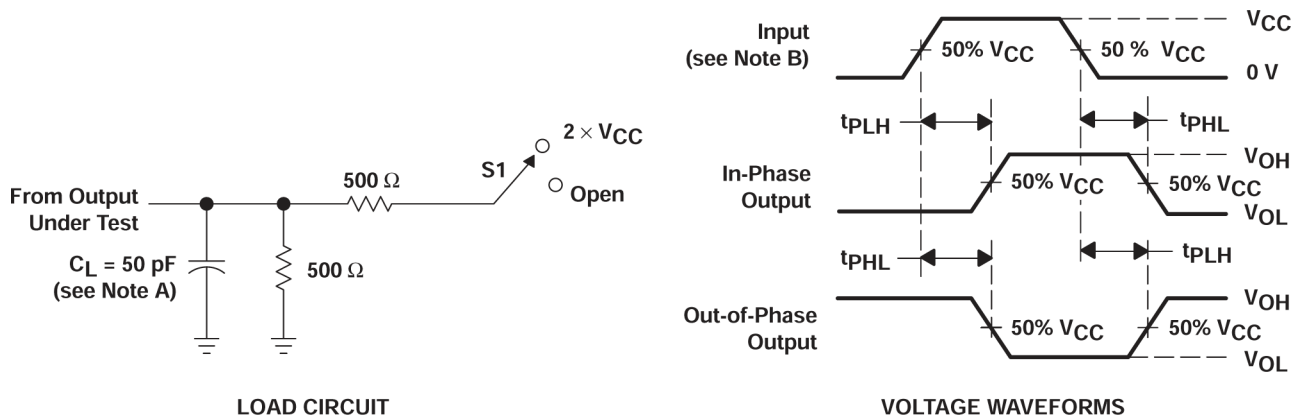 From Output
Under Test
CL = 50 pF
(see Note A)
500 Ω
500 Ω
S1
2 × VCC
Open
LOAD CIRCUIT
Input
(see Note B)
50% VCC
50 % VCC
VCC
0 V
tPLH
tPHL
In-Phase
Output
50% VCC
50% VCC
VOH
VOL
tPHL
tPLH
Out-of-Phase
Output
50% VCC
50% VCC
VOH
VOL
VOLTAGE WAVEFORMS